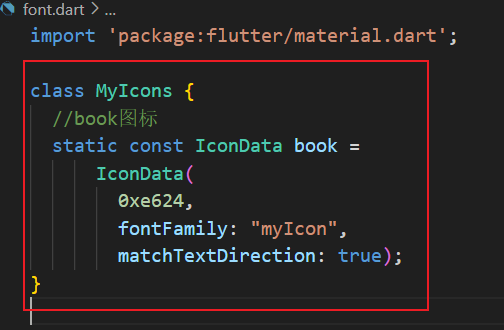 font.dart > ...
import 'package:flutter/material.dart';
class MyIcons {
//book图标
static const IconData book =
IconData(
0xe624,
fontFamily: "myIcon",
matchTextDirection: true);
}